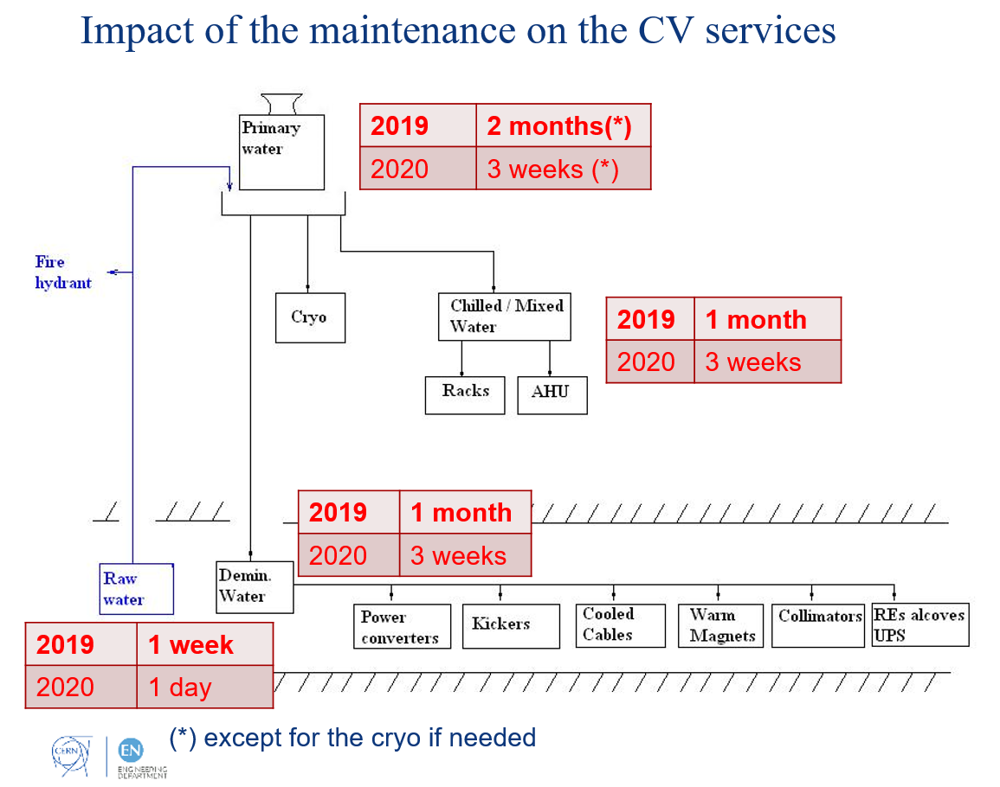 Impact of the maintenance on the CV services
Primary
water
2019 2 months(*)
2020 3 weeks (*)
Fire
hydrant
Cryo
Chilled / Mixed
Water
2019 1 month
2020 3 weeks
Racks
AHU
2019 1 month
2020 3 weeks
Raw
water
Demin.
Water
Power
converters
Kickers
Cooled
Cables
Warm
Magnets
Collimators
REs alcoves
UPS
2019 1 week
2020 1 day
(*) except for the cryo if needed
CERN
EN
ENGINEERING
DEPARTMENT